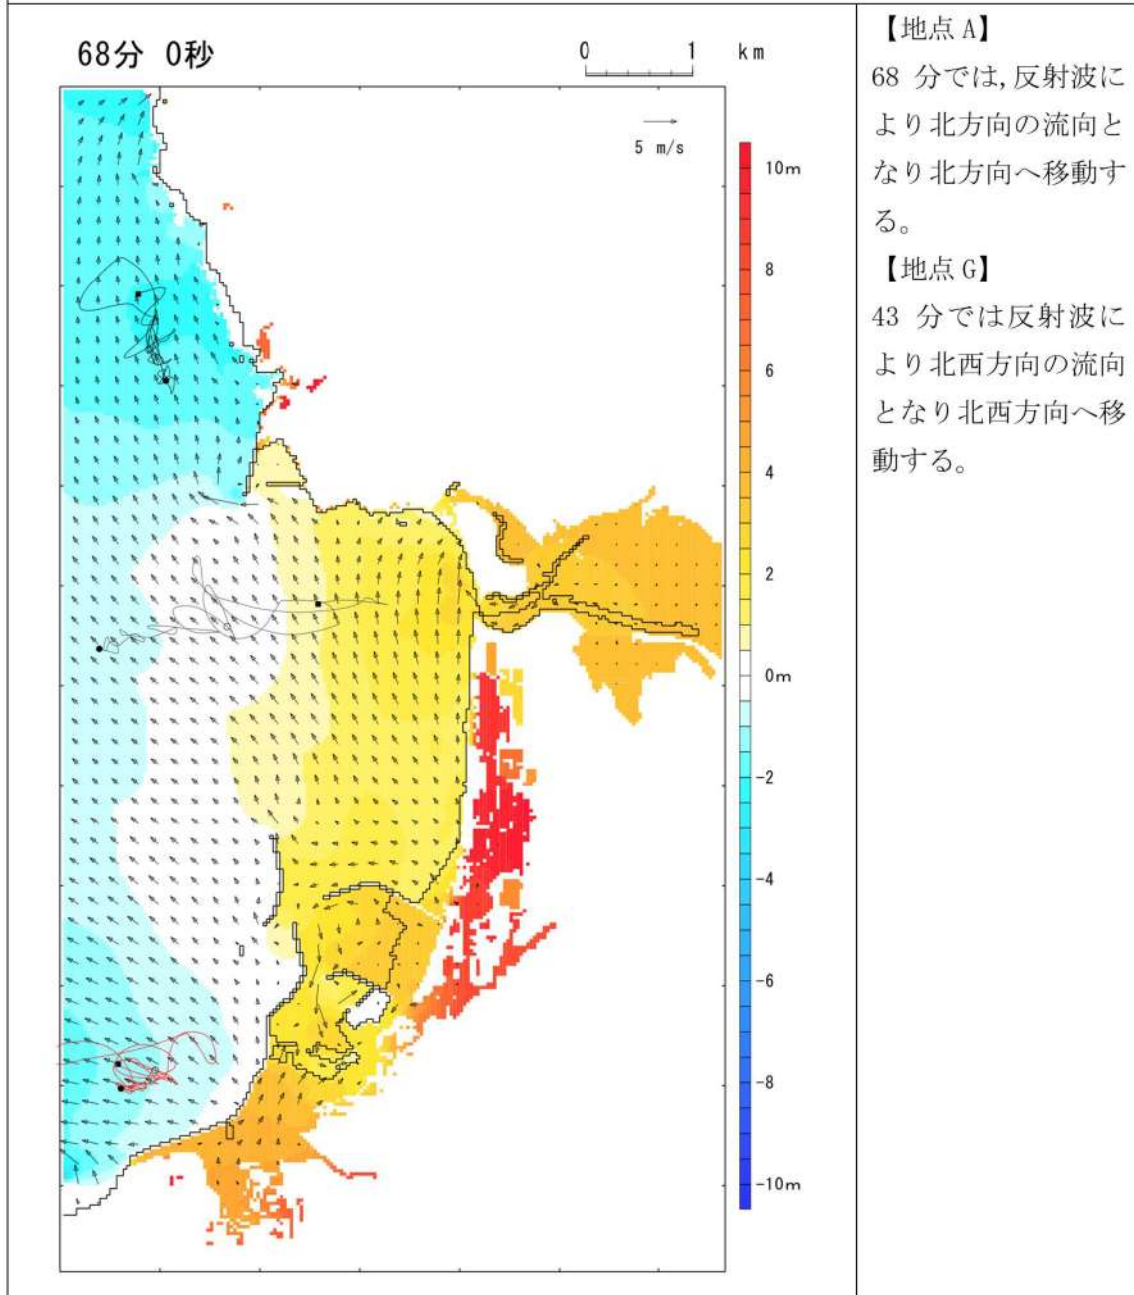 68分 0秒
0 1 km
5 m/s
10m
8
6
4
2
0m
-2
-4
-6
-8
-10m
【地点 A】
68 分では,反射波に
より北方向の流向と
なり北方向へ移動す
る。
【地点 G】
43 分では反射波に
より北西方向の流向
となり北西方向へ移
動する。